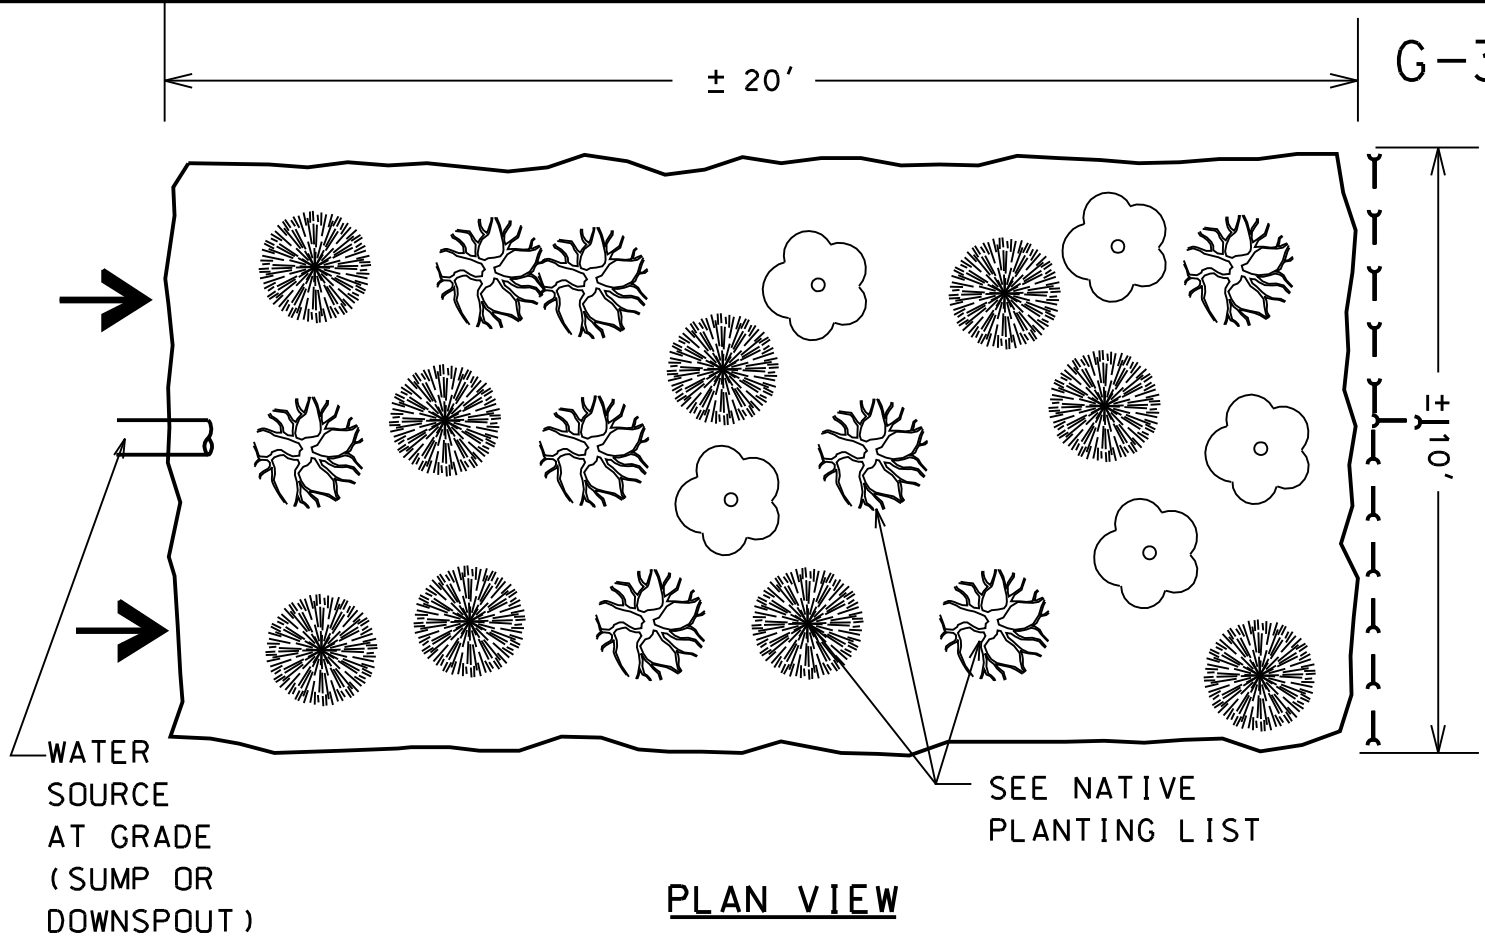 ± 20'
G-3
± 10'
WATER
SOURCE
AT GRADE
(SUMP OR
DOWNSPOUT)
SEE NATIVE
PLANTING LIST
PLAN VIEW